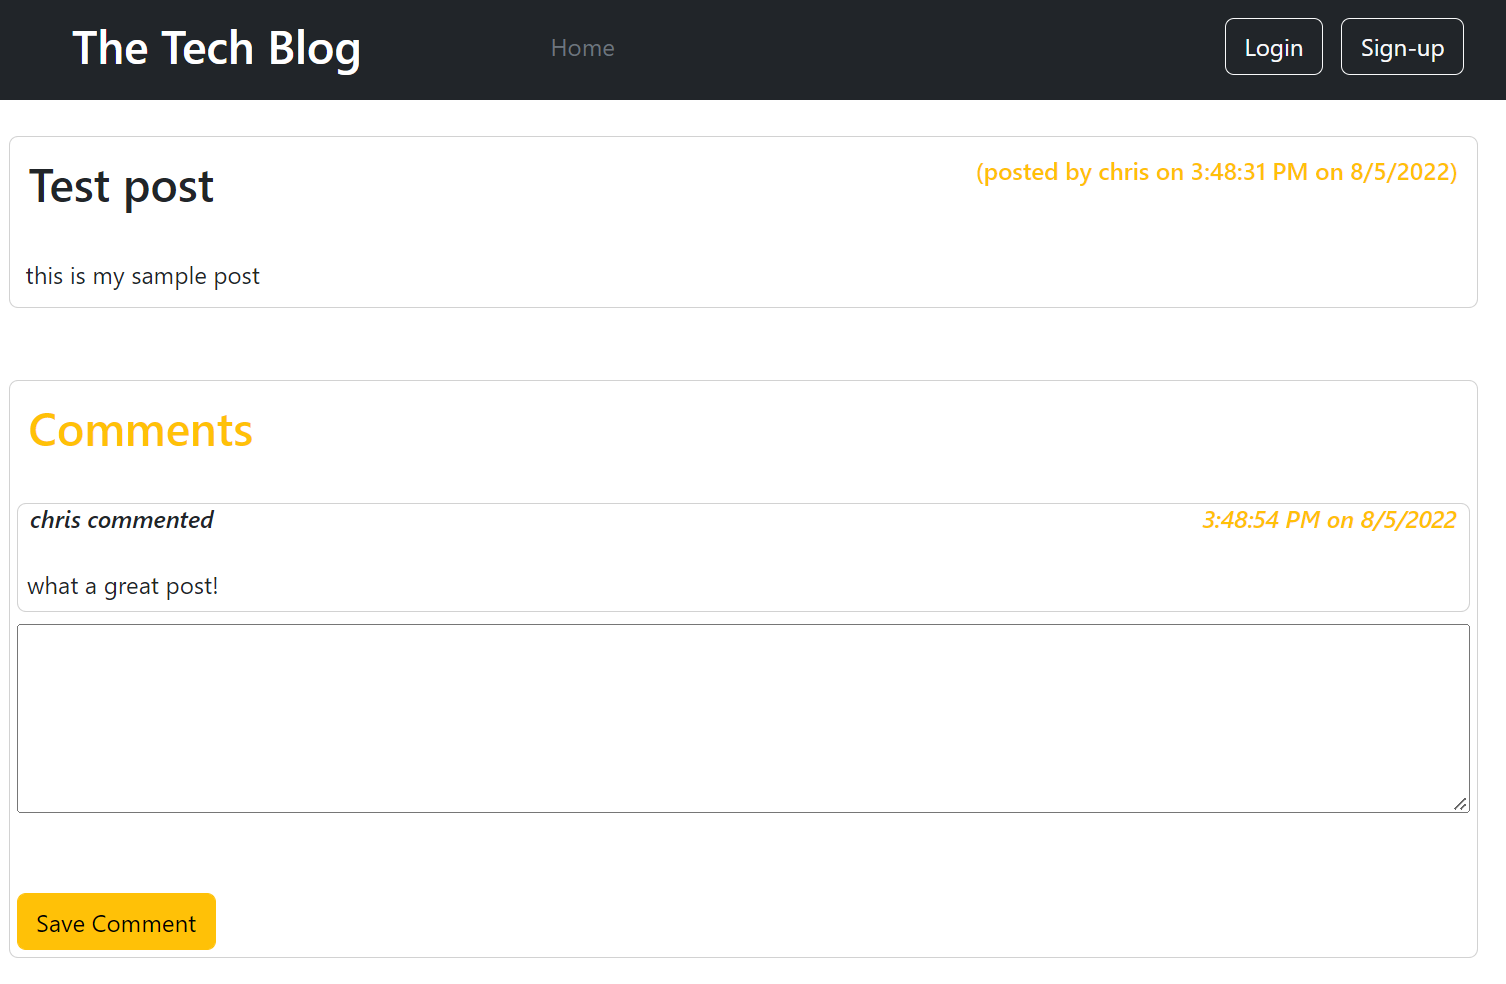 The Tech Blog Home Login Sign-up
Test post (posted by chris on 3:48:31 PM on 8/5/2022)
this is my sample post
Comments
chris commented 3:48:54 PM on 8/5/2022
what a great post!
Save Comment